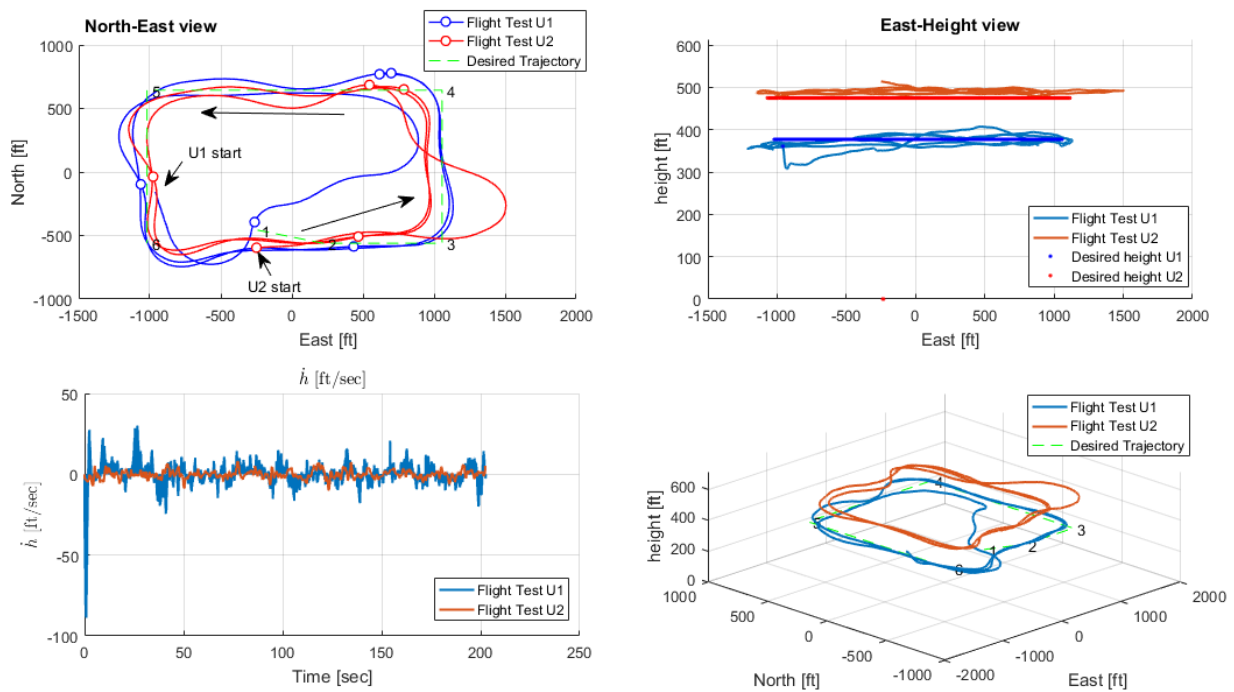 North-East view
Flight Test U1
Flight Test U2
Desired Trajectory
1000
500
0
-500
-1000
North [ft]
-1500
-1000
-500
0
500
1000
1500
2000
East [ft]
5
4
U1 start
1
2
3
6
U2 start
East-Height view
600
500
400
300
200
100
0
height [ft]
Flight Test U1
Flight Test U2
Desired height U1
Desired height U2
-1500
-1000
-500
0
500
1000
1500
2000
East [ft]
ḣ [ft/sec]
50
0
-50
-100
ḣ [ft/sec]
Flight Test U1
Flight Test U2
0
50
100
150
200
250
Time [sec]
Flight Test U1
Flight Test U2
Desired Trajectory
600
400
200
0
height [ft]
4
5
3
2
1
6
1000
500
0
-500
-1000
North [ft]
-2000
-1000
0
1000
2000
East [ft]